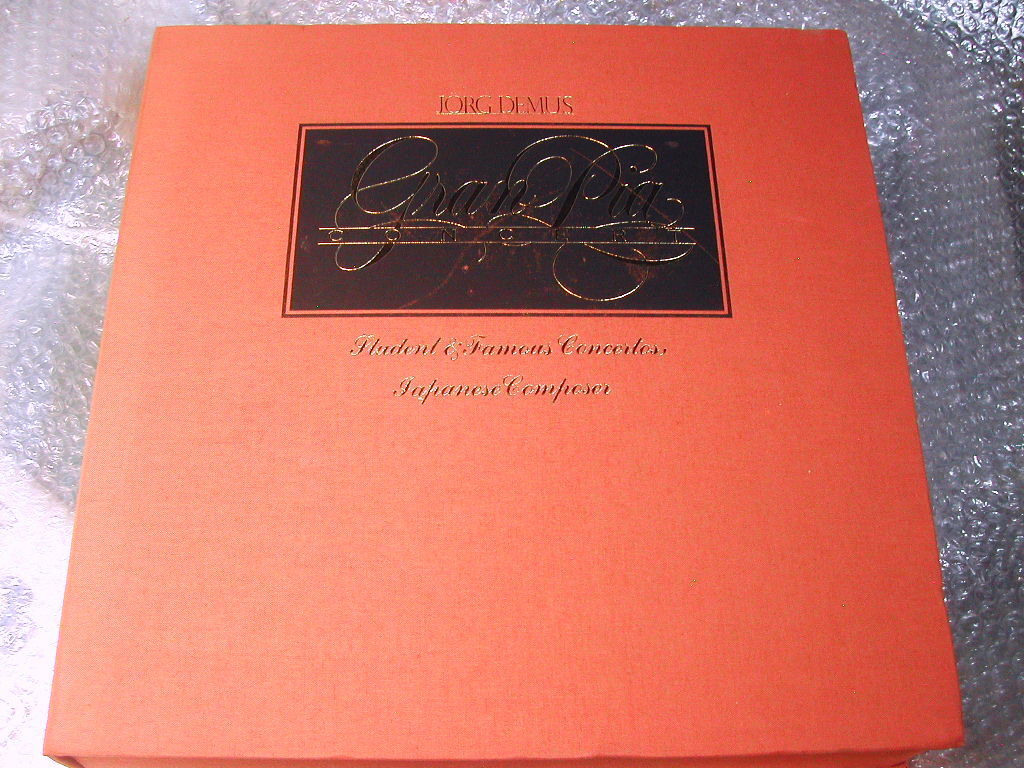 JÖRG DEMUS
Gran Pia
CONCERT
Student & Famous Concertos,
Japanese Composer